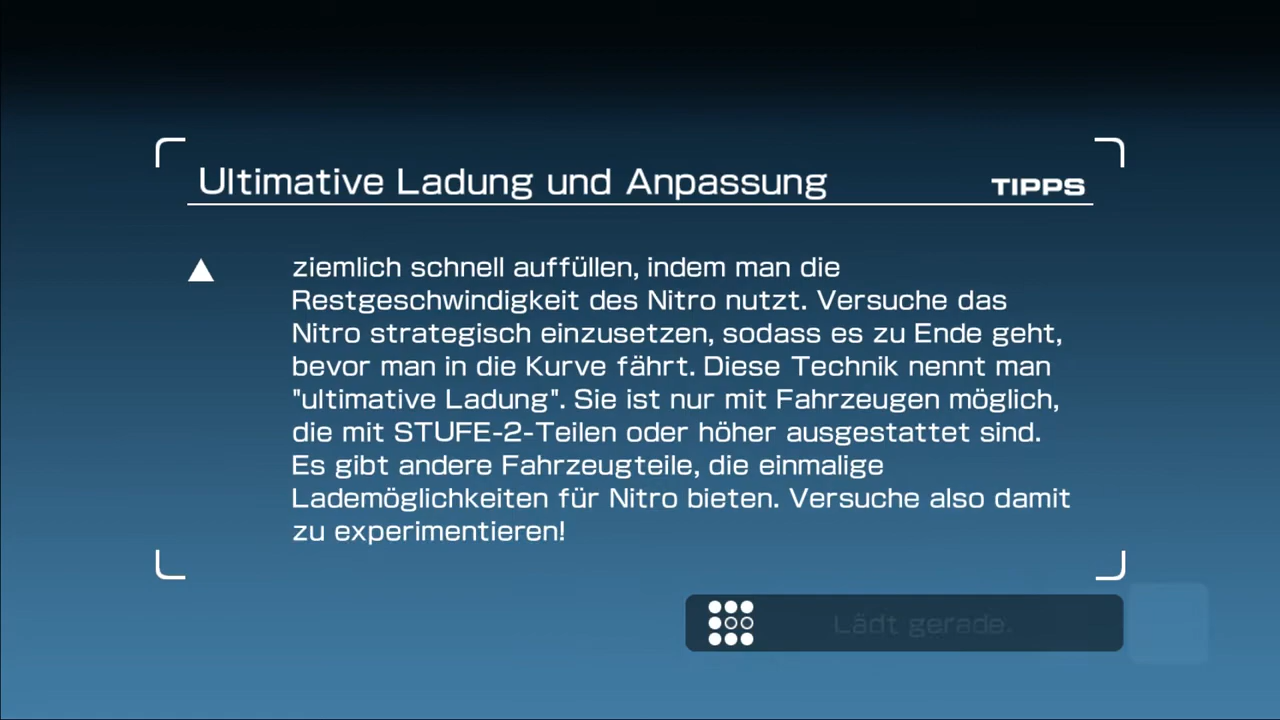 Ultimative Ladung und Anpassung
TIPPS
ziemlich schnell auffüllen, indem man die
Restgeschwindigkeit des Nitro nutzt. Versuche das
Nitro strategisch einzusetzen, sodass es zu Ende geht,
bevor man in die Kurve fährt. Diese Technik nennt man
"ultimative Ladung". Sie ist nur mit Fahrzeugen möglich,
die mit STUFE-2-Teilen oder höher ausgestattet sind.
Es gibt andere Fahrzeugteile, die einmalige
Lademöglichkeiten für Nitro bieten. Versuche also damit
zu experimentieren!
Lädt gerade.